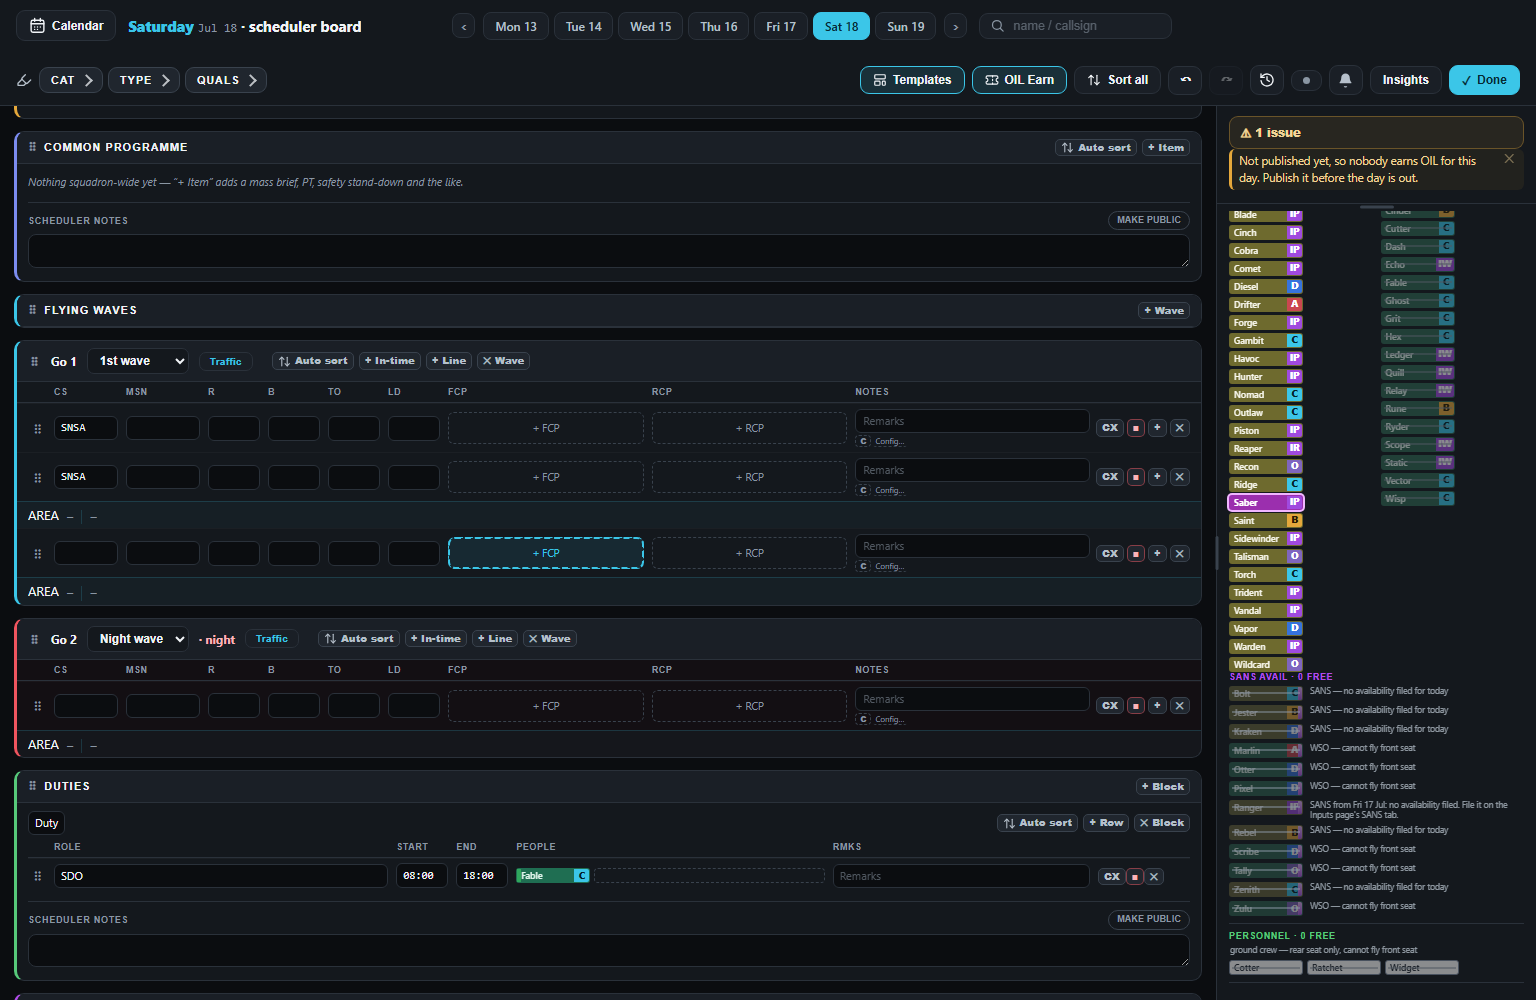 Calendar
Saturday Jul 18 · scheduler board
‹ Mon 13 Tue 14 Wed 15 Thu 16 Fri 17 Sat 18 Sun 19 ›
name / callsign
CAT TYPE QUALS
Templates OIL Earn Sort all Insights ✓ Done
COMMON PROGRAMME
Auto sort + Item
Nothing squadron-wide yet — "+ Item" adds a mass brief, PT, safety stand-down and the like.
SCHEDULER NOTES
MAKE PUBLIC
FLYING WAVES
+ Wave
Go 1 1st wave Traffic Auto sort + In-time + Line × Wave
CS MSN R B TO LD FCP RCP NOTES
SNSA + FCP + RCP Remarks CX + ×
C Config...
SNSA + FCP + RCP Remarks CX + ×
C Config...
AREA – –
+ FCP + RCP Remarks CX + ×
C Config...
AREA – –
Go 2 Night wave · night Traffic Auto sort + In-time + Line × Wave
CS MSN R B TO LD FCP RCP NOTES
+ FCP + RCP Remarks CX + ×
C Config...
AREA – –
DUTIES
+ Block
Duty
Auto sort + Row × Block
ROLE START END PEOPLE RMKS
SDO 08:00 18:00 Fable C Remarks CX ×
SCHEDULER NOTES
MAKE PUBLIC
⚠ 1 issue
Not published yet, so nobody earns OIL for this
day. Publish it before the day is out.
Blade IP
Cinch IP
Cobra IP
Comet IP
Diesel D
Drifter A
Forge IP
Gambit C
Havoc IP
Hunter IP
Nomad C
Outlaw C
Piston IP
Reaper IR
Recon O
Ridge C
Saber IP
Saint B
Sidewinder IP
Talisman O
Torch C
Trident IP
Vandal IP
Vapor D
Warden IP
Wildcard O
Cinder B
Cutter C
Dash C
Echo
Fable C
Ghost C
Grit C
Hex C
Ledger
Quill
Relay
Rune B
Ryder C
Scope
Static
Vector C
Wisp C
SANS AVAIL · 0 FREE
Bolt C SANS — no availability filed for today
Jester B SANS — no availability filed for today
Kraken D SANS — no availability filed for today
Marlin A WSO — cannot fly front seat
Otter D WSO — cannot fly front seat
Pixel D WSO — cannot fly front seat
Ranger IP SANS from Fri 17 Jul: no availability filed. File it on the
Inputs page's SANS tab.
Rebel B SANS — no availability filed for today
Scribe D WSO — cannot fly front seat
Tally O WSO — cannot fly front seat
Zenith C SANS — no availability filed for today
Zulu O WSO — cannot fly front seat
PERSONNEL · 0 FREE
ground crew — rear seat only, cannot fly front seat
Cotter Ratchet Widget